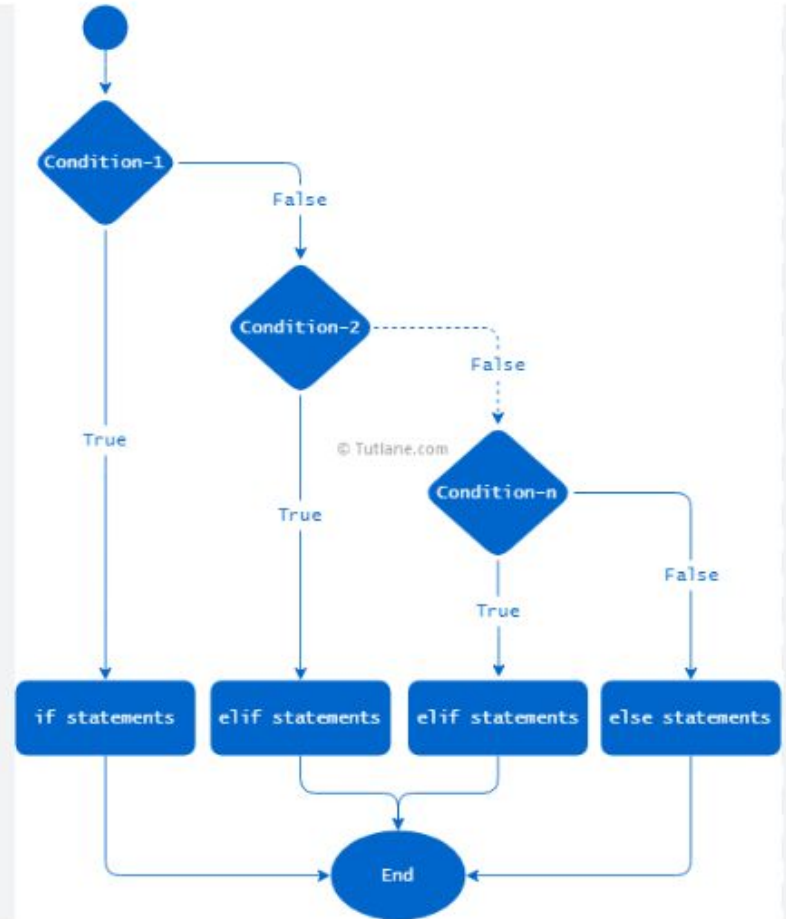 Condition-1
False
Condition-2
False
True
© Tutlane.com
Condition-n
True
False
True
if statements
elif statements
elif statements
else statements
End